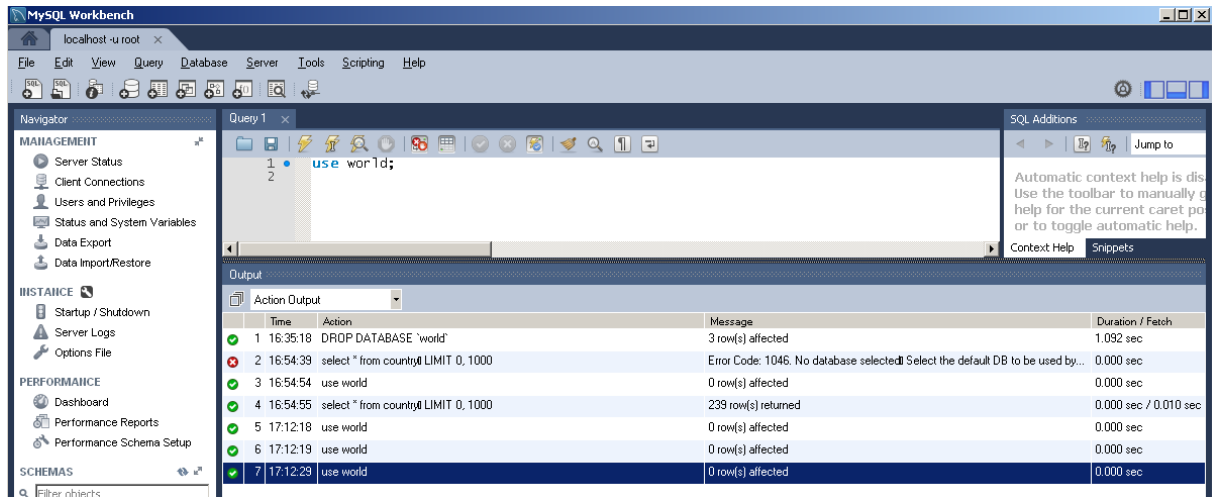 MySQL Workbench
localhost -u root
File Edit View Query Database Server Tools Scripting Help
Navigator
MANAGEMENT
Server Status
Client Connections
Users and Privileges
Status and System Variables
Data Export
Data Import/Restore
INSTANCE
Startup / Shutdown
Server Logs
Options File
PERFORMANCE
Dashboard
Performance Reports
Performance Schema Setup
SCHEMAS
Filter objects
Query 1
1 use world;
2
SQL Additions
Jump to
Automatic context help is dis
Use the toolbar to manually g
help for the current caret po
or to toggle automatic help.
Context Help Snippets
Output
Action Output
Time Action Message Duration / Fetch
1 16:35:18 DROP DATABASE `world` 3 row(s) affected 1.092 sec
2 16:54:39 select * from country LIMIT 0, 1000 Error Code: 1046. No database selected Select the default DB to be used by... 0.000 sec
3 16:54:54 use world 0 row(s) affected 0.000 sec
4 16:54:55 select * from country LIMIT 0, 1000 239 row(s) returned 0.000 sec / 0.010 sec
5 17:12:18 use world 0 row(s) affected 0.000 sec
6 17:12:19 use world 0 row(s) affected 0.000 sec
7 17:12:29 use world 0 row(s) affected 0.000 sec